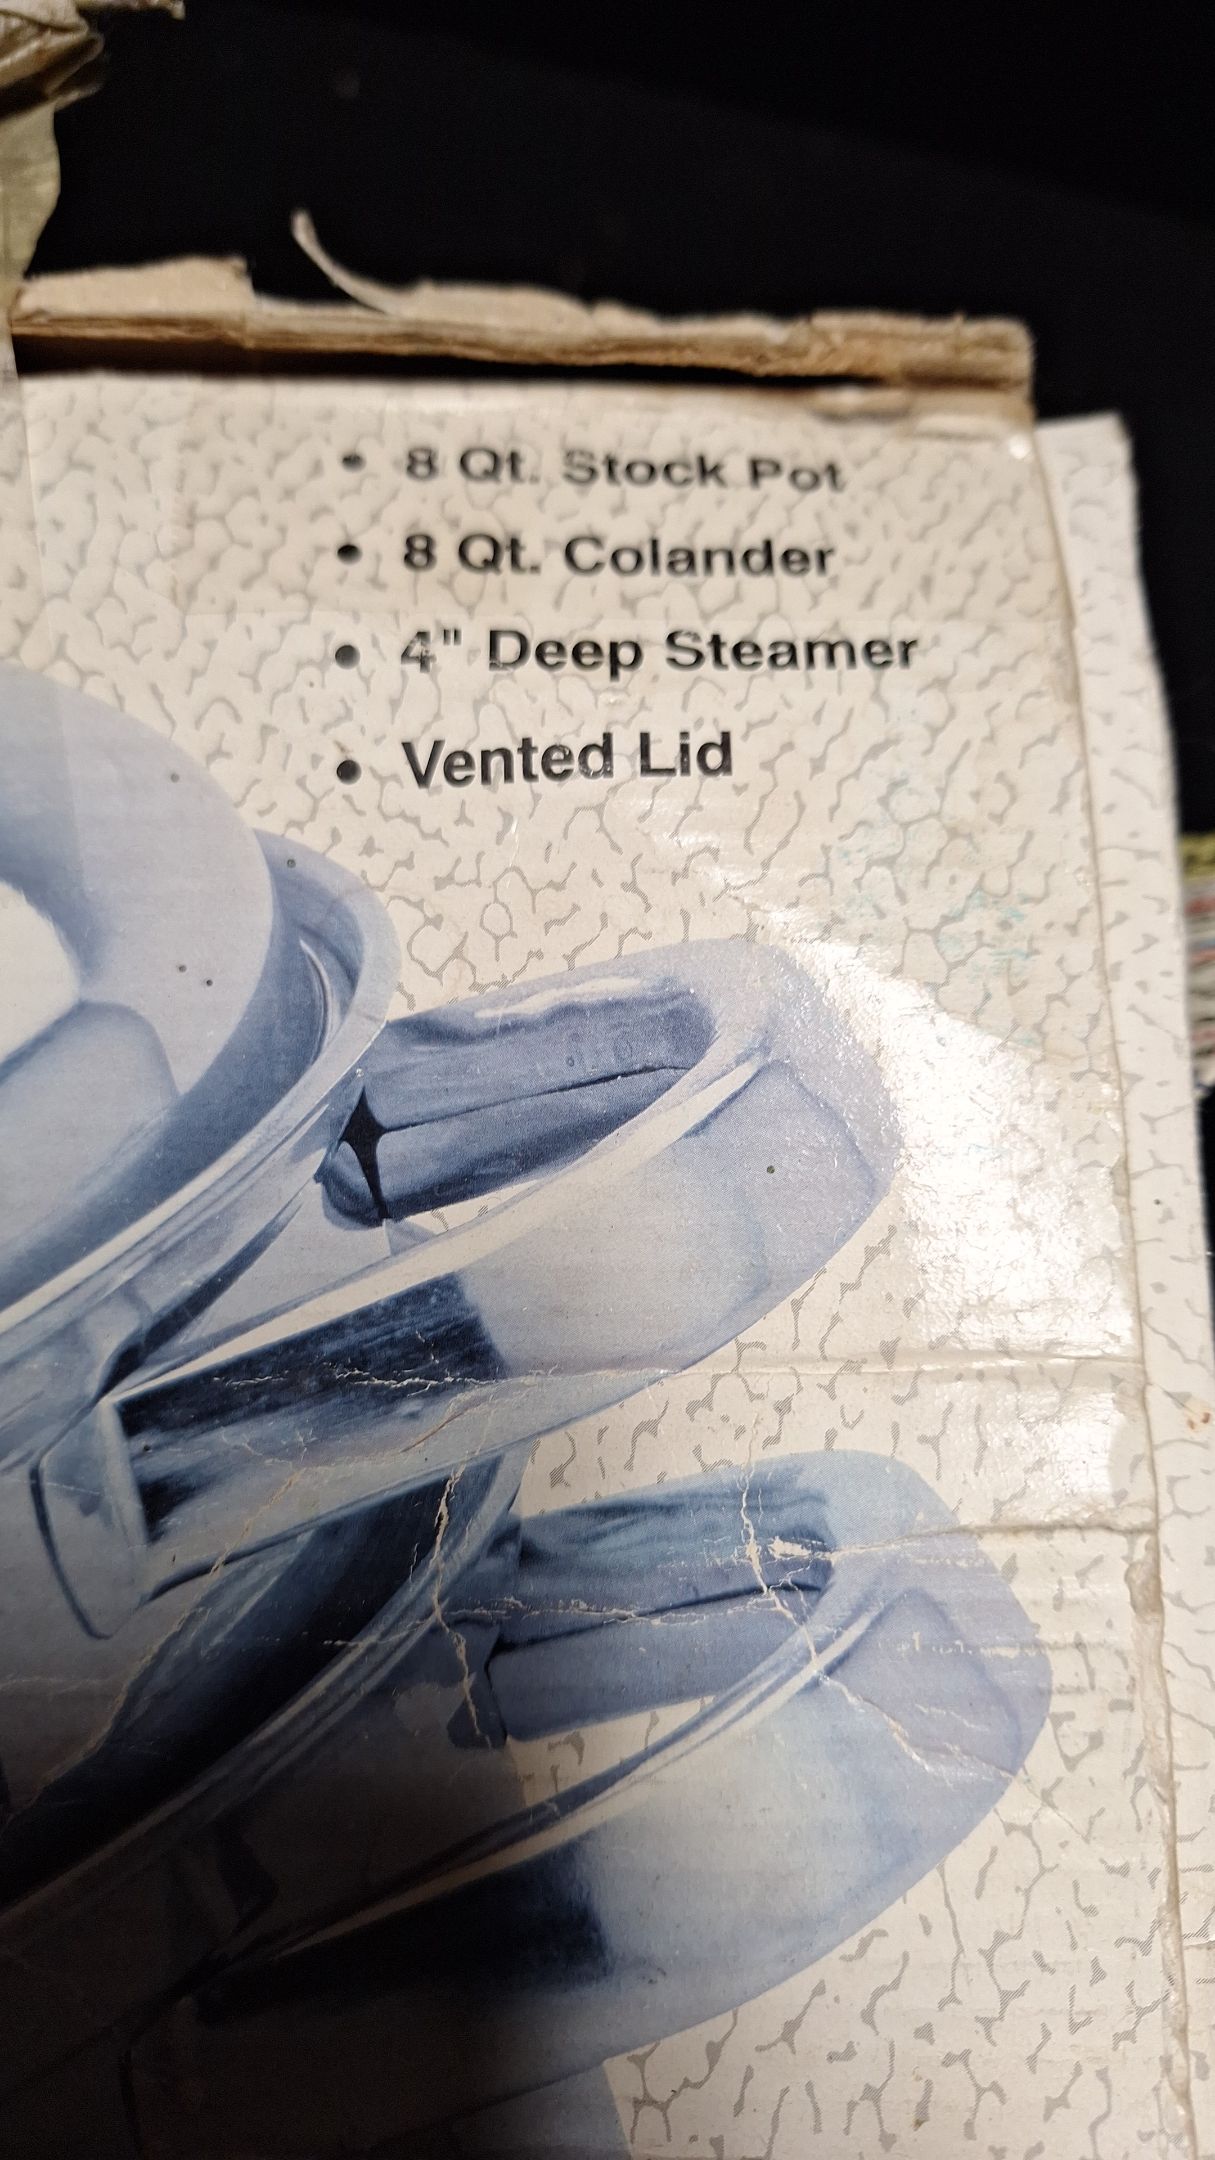 • 8 Qt. Stock Pot
• 8 Qt. Colander
• 4" Deep Steamer
• Vented Lid